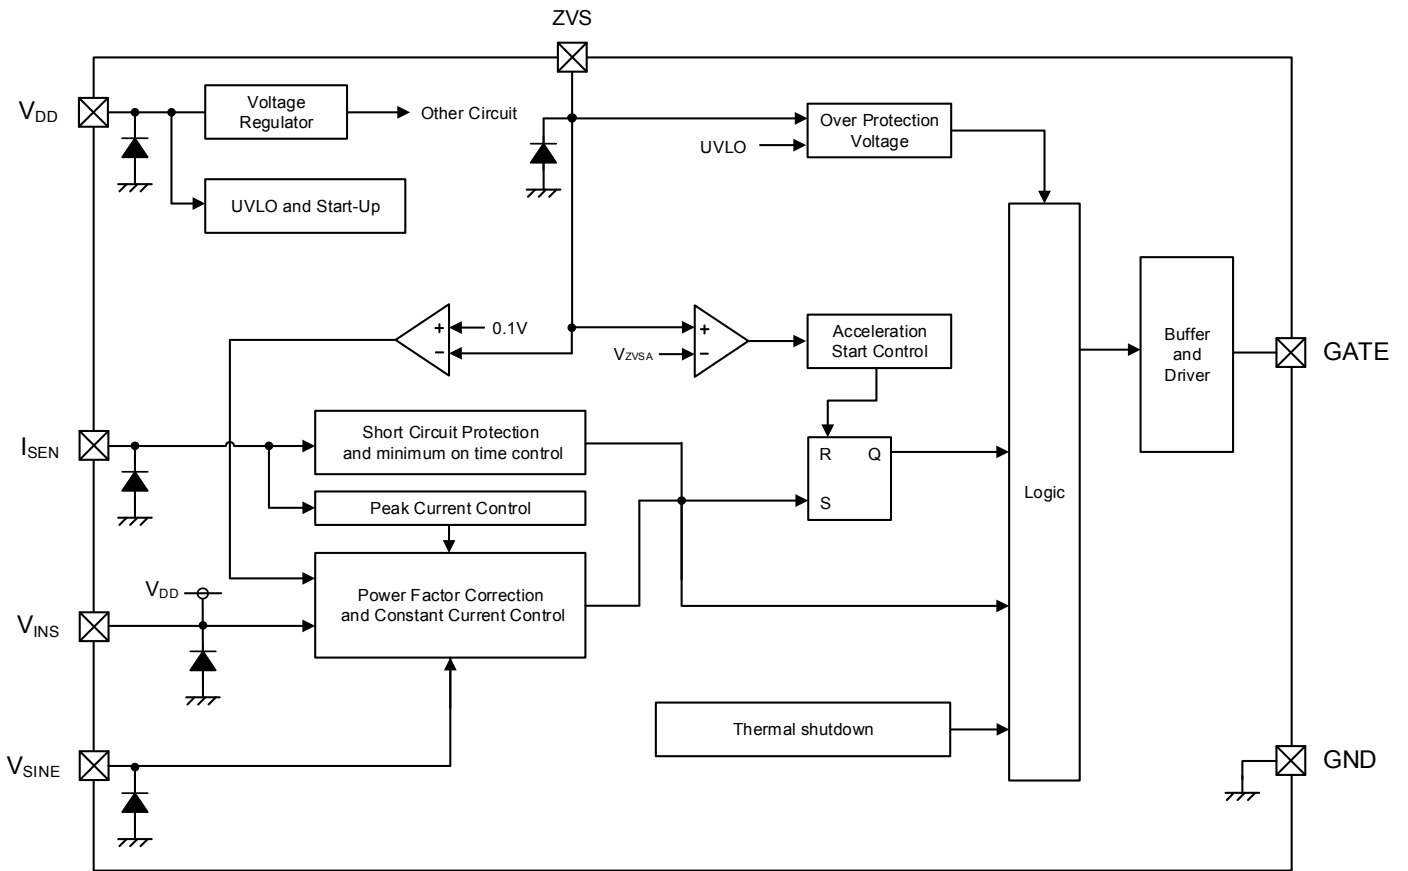 ZVS
VDD
Voltage
Regulator
Other Circuit
Over Protection
Voltage
UVLO
UVLO and Start-Up
+
0.1V
−
+
VZVSA
−
Acceleration
Start Control
Buffer
and
Driver
GATE
ISEN
Short Circuit Protection
and minimum on time control
R
Q
S
Logic
Peak Current Control
VDD
Power Factor Correction
and Constant Current Control
VINS
Thermal shutdown
VSINE
GND